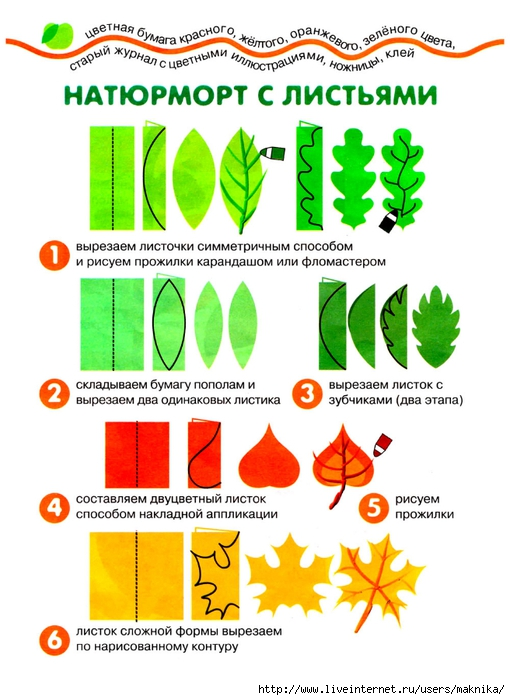 цветная бумага красного, жёлтого, оранжевого, зелёного цвета,
старый журнал с цветными иллюстрациями, ножницы, клей
НАТЮРМОРТ С ЛИСТЬЯМИ
1 вырезаем листочки симметричным способом
и рисуем прожилки карандашом или фломастером
2 складываем бумагу пополам и
вырезаем два одинаковых листика
3 вырезаем листок с
зубчиками (два этапа)
4 составляем двуцветный листок
способом накладной аппликации
5 рисуем
прожилки
6 листок сложной формы вырезаем
по нарисованному контуру
http://www.liveinternet.ru/users/maknika/